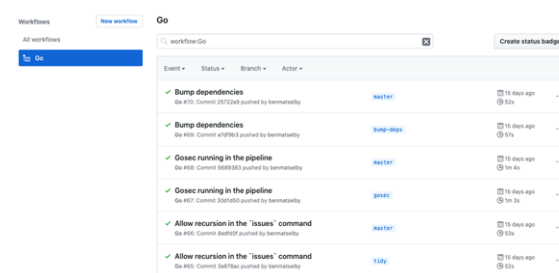 Workflows
New workflow
All workflows
Go
Go
workflow:Go
Create status badge
Event
Status
Branch
Actor
Bump dependencies
Go #70: Commit 25722a9 pushed by benmatselby
master
15 days ago
52s
Bump dependencies
Go #69: Commit a7df9b3 pushed by benmatselby
bump-deps
15 days ago
57s
Gosec running in the pipeline
Go #68: Commit 5689383 pushed by benmatselby
master
15 days ago
1m 4s
Gosec running in the pipeline
Go #67: Commit 30d1d50 pushed by benmatselby
gosec
15 days ago
1m 3s
Allow recursion in the `issues` command
Go #66: Commit 8edfd0f pushed by benmatselby
master
15 days ago
53s
Allow recursion in the `issues` command
Go #65: Commit 3a878ac pushed by benmatselby
tidy
15 days ago
52s